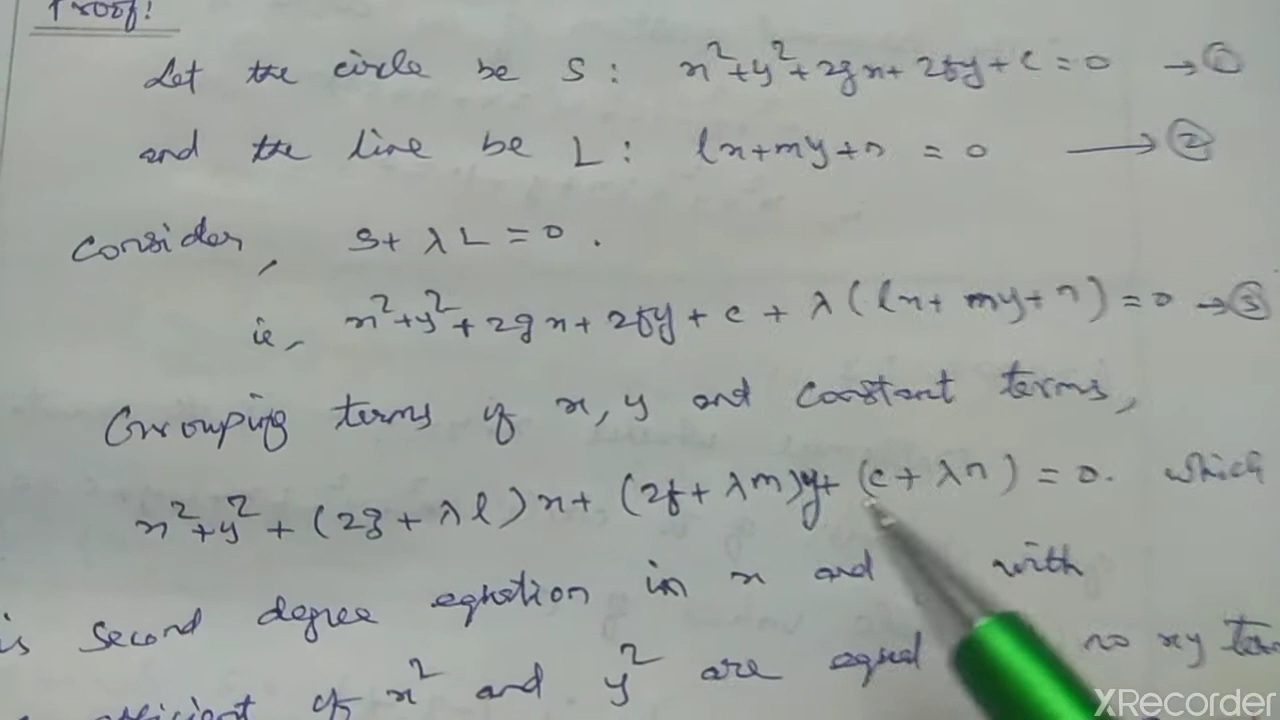 Proof:
Let the circle be S: x²+y²+2gx+2fy+c=0 →①
and the line be L: lx+my+n = 0 →②
Consider, S+ λL=0.
ie, x²+y²+2gx+2fy+c+λ(lx+my+n)=0→③
Grouping terms of x, y and constant terms,
x²+y²+(2g+λl)x+(2f+λm)y+(c+λn)=0. which
is second degree equation in x and with
of x² and y² are equal no xy
XRecorder